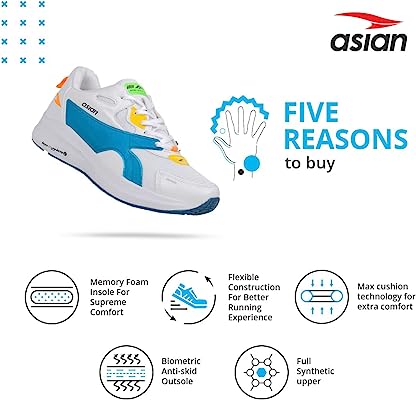 asian
asian
FIVE
REASONS
to buy
Memory Foam
Insole For
Supreme
Comfort
Flexible
Construction
For Better
Running
Experience
Max cushion
technology for
extra comfort
Biometric
Anti-skid
Outsole
Full
Synthetic
upper